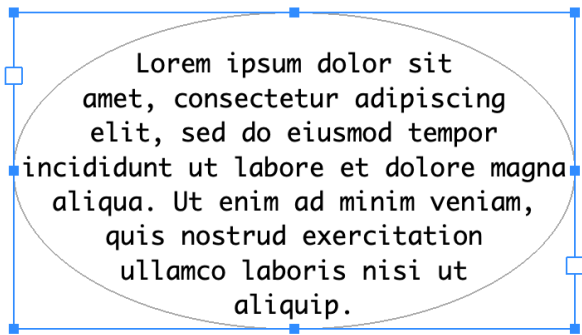 Lorem ipsum dolor sit
amet, consectetur adipiscing
elit, sed do eiusmod tempor
incididunt ut labore et dolore magna
aliqua. Ut enim ad minim veniam,
quis nostrud exercitation
ullamco laboris nisi ut
aliquip.